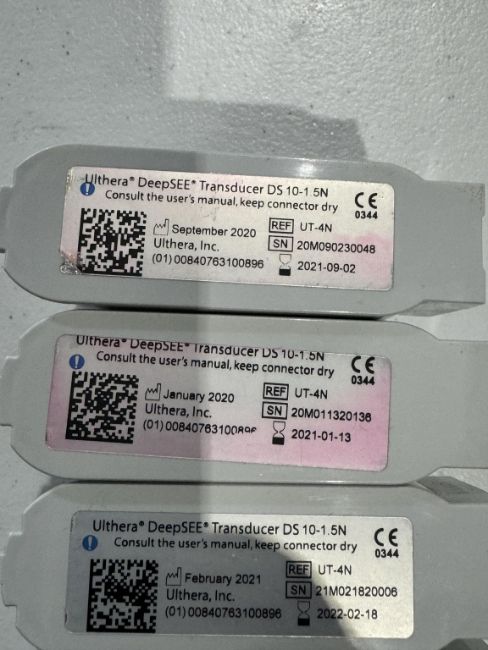 Ulthera® DeepSEE® Transducer DS 10-1.5N
Consult the user's manual, keep connector dry
CE
0344
September 2020
REF UT-4N
Ulthera, Inc.
SN 20M090230048
(01) 00840763100896
2021-09-02
Ulthera® DeepSEE® Transducer DS 10-1.5N
Consult the user's manual, keep connector dry
CE
0344
January 2020
REF UT-4N
Ulthera, Inc.
SN 20M011320136
(01) 00840763100896
2021-01-13
Ulthera® DeepSEE® Transducer DS 10-1.5N
Consult the user's manual, keep connector dry
CE
0344
February 2021
REF UT-4N
Ulthera, Inc.
SN 21M021820006
(01) 00840763100896
2022-02-18